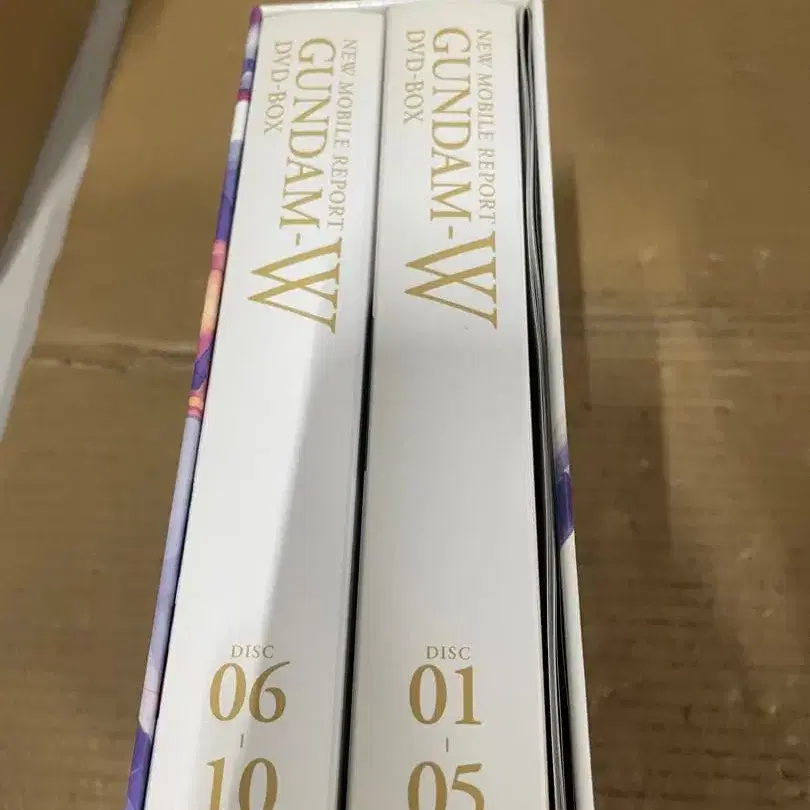 NEW MOBILE REPORT
GUNDAM-W
DVD-BOX
DISC
06
-
10
NEW MOBILE REPORT
GUNDAM-W
DVD-BOX
DISC
01
-
05